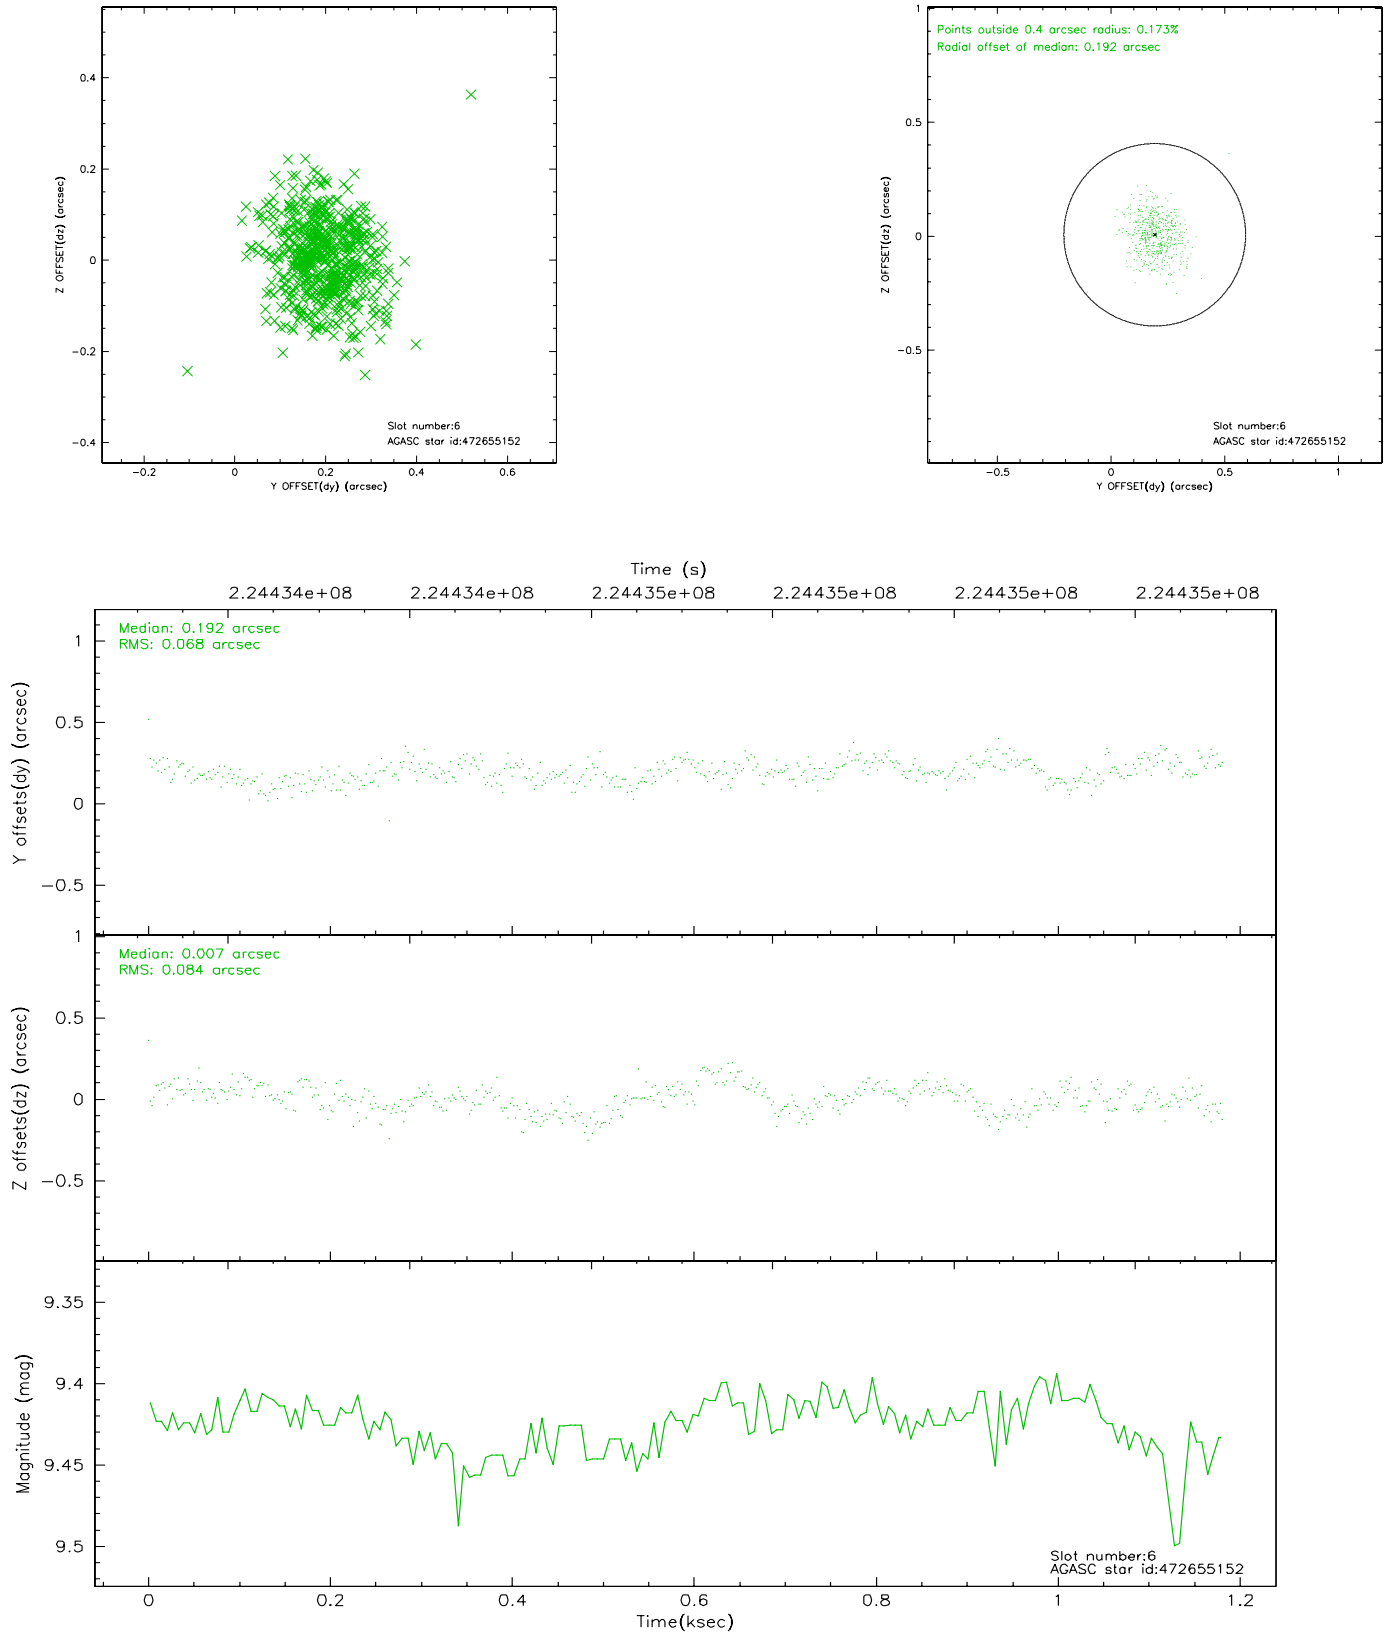 0.4
0.2
0
−0.2
−0.4
Z OFFSET(dz) (arcsec)
Slot number:6
AGASC star id:472655152
−0.2 0 0.2 0.4 0.6
Y OFFSET(dy) (arcsec)
Points outside 0.4 arcsec radius: 0.173%
Radial offset of median: 0.192 arcsec
1
0.5
0
−0.5
Z OFFSET(dz) (arcsec)
Slot number:6
AGASC star id:472655152
−0.5 0 0.5 1
Y OFFSET(dy) (arcsec)
Time (s)
2.24434e+08 2.24434e+08 2.24435e+08 2.24435e+08 2.24435e+08 2.24435e+08
Median: 0.192 arcsec
RMS: 0.068 arcsec
1
0.5
0
−0.5
Y offsets(dy) (arcsec)
Median: 0.007 arcsec
RMS: 0.084 arcsec
1
0.5
0
−0.5
Z offsets(dz) (arcsec)
9.35
9.4
9.45
9.5
Magnitude (mag)
Slot number:6
AGASC star id:472655152
0 0.2 0.4 0.6 0.8 1 1.2
Time(ksec)